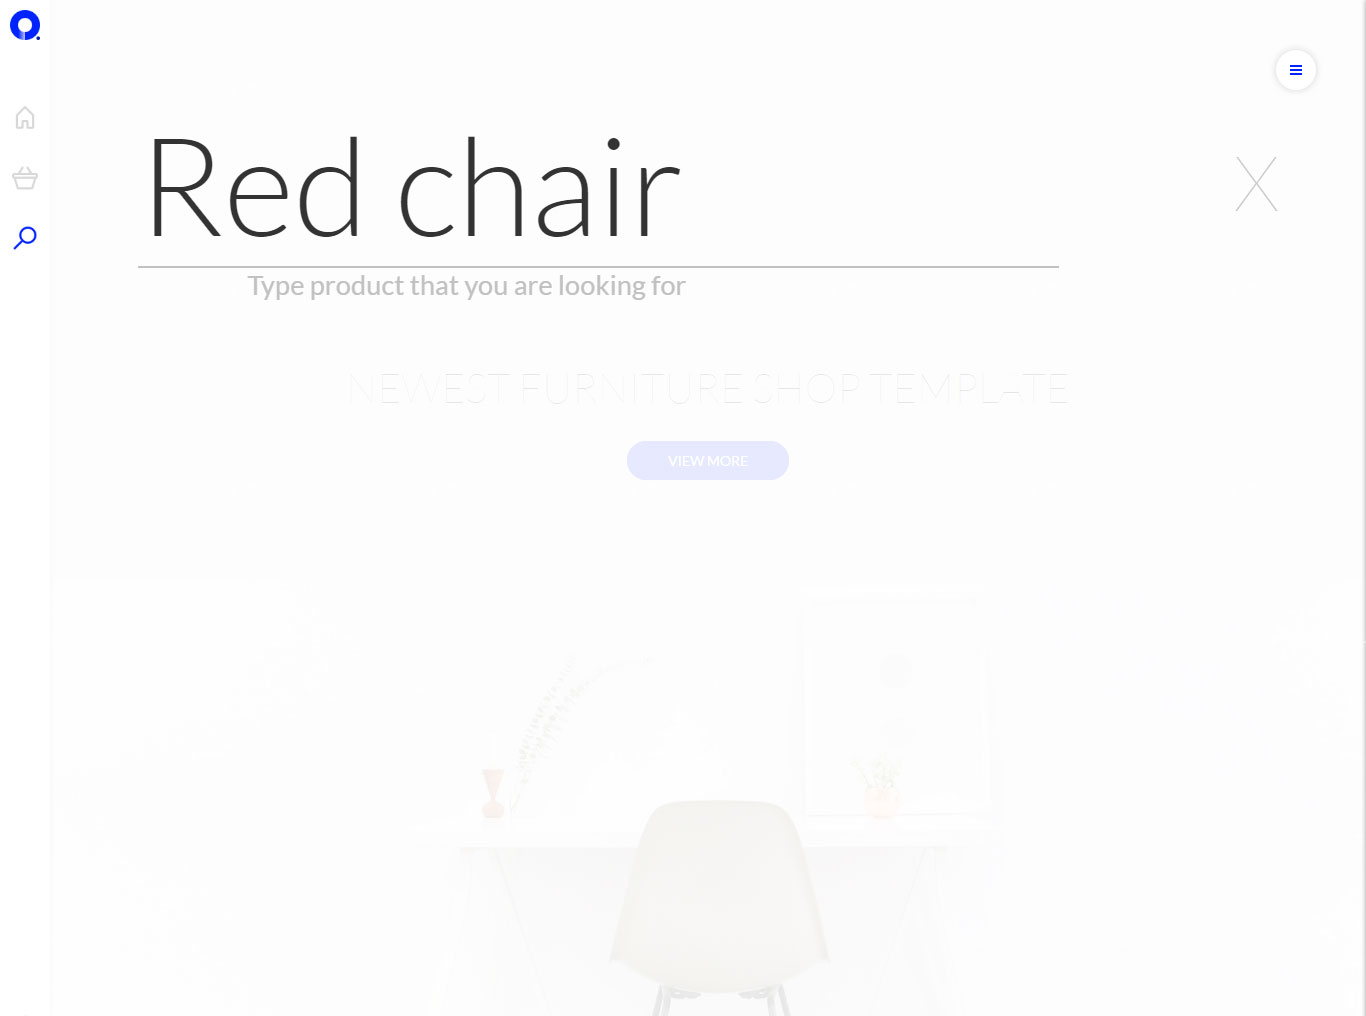 Red chair
X
Type product that you are looking for
NEWEST FURNITURE SHOP TEMPLATE
VIEW MORE